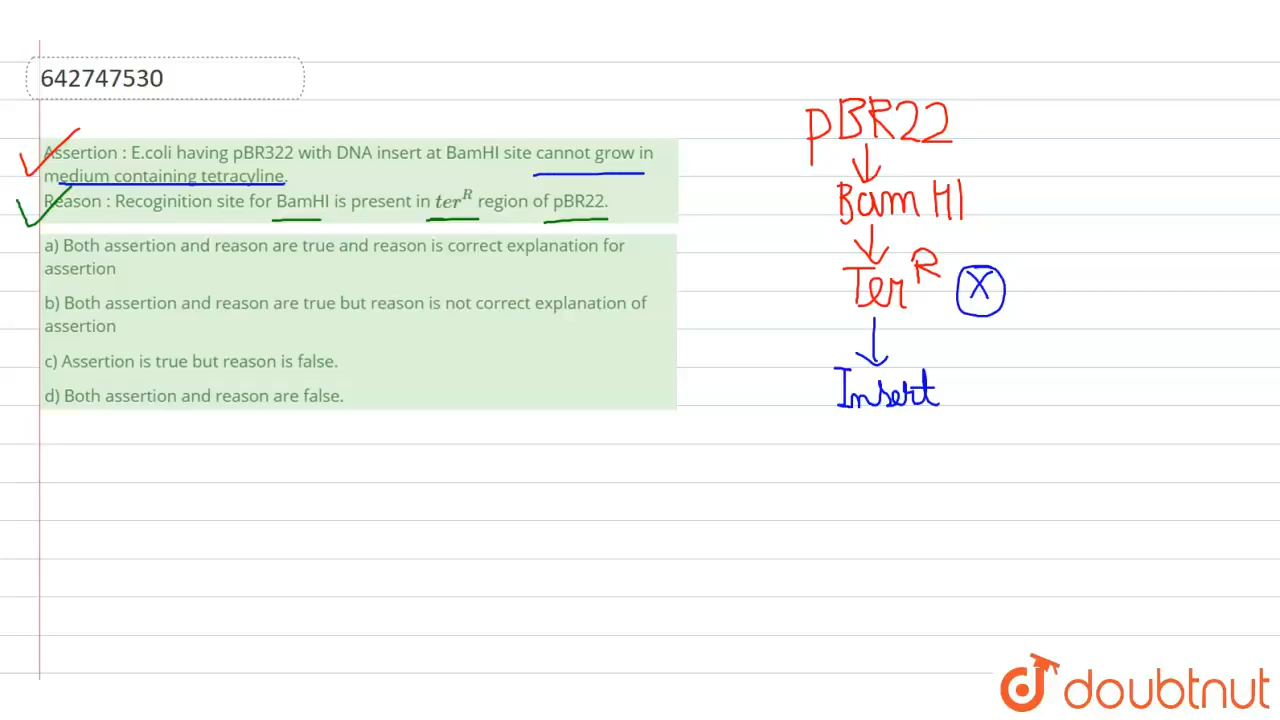 642747530
Assertion : E.coli having pBR322 with DNA insert at BamHI site cannot grow in
medium containing tetracyline.
Reason : Recoginition site for BamHI is present in ter^R region of pBR22.
a) Both assertion and reason are true and reason is correct explanation for
assertion
b) Both assertion and reason are true but reason is not correct explanation of
assertion
c) Assertion is true but reason is false.
d) Both assertion and reason are false.
pBR22
Bam HI
Ter^R X
Insert
doubtnut